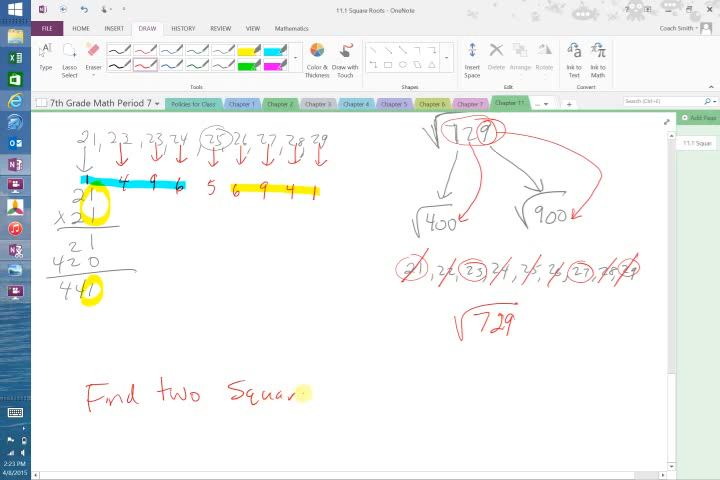 11.1 Square Roots - OneNote
FILE HOME INSERT DRAW HISTORY REVIEW VIEW Mathematics
Coach Smith
Type
Lasso Select
Eraser
Color & Thickness
Draw with Touch
Insert Space
Delete
Arrange
Rotate
Ink to Text
Ink to Math
Tools
Shapes
Edit
Convert
7th Grade Math Period 7
Policies for Class
Chapter 1
Chapter 2
Chapter 3
Chapter 4
Chapter 5
Chapter 6
Chapter 7
Chapter 11
Search (Ctrl+E)
Add Page
11.1 Squar
21, 22, 23, 24, 25, 26, 27, 28, 29
1 4 9 6 5 6 9 4 1
21
x 21
21
420
441
√729
√400 √900
21, 22, 23, 24, 25, 26, 27, 28, 29
√729
Find two Squar
2:23 PM
4/8/2015